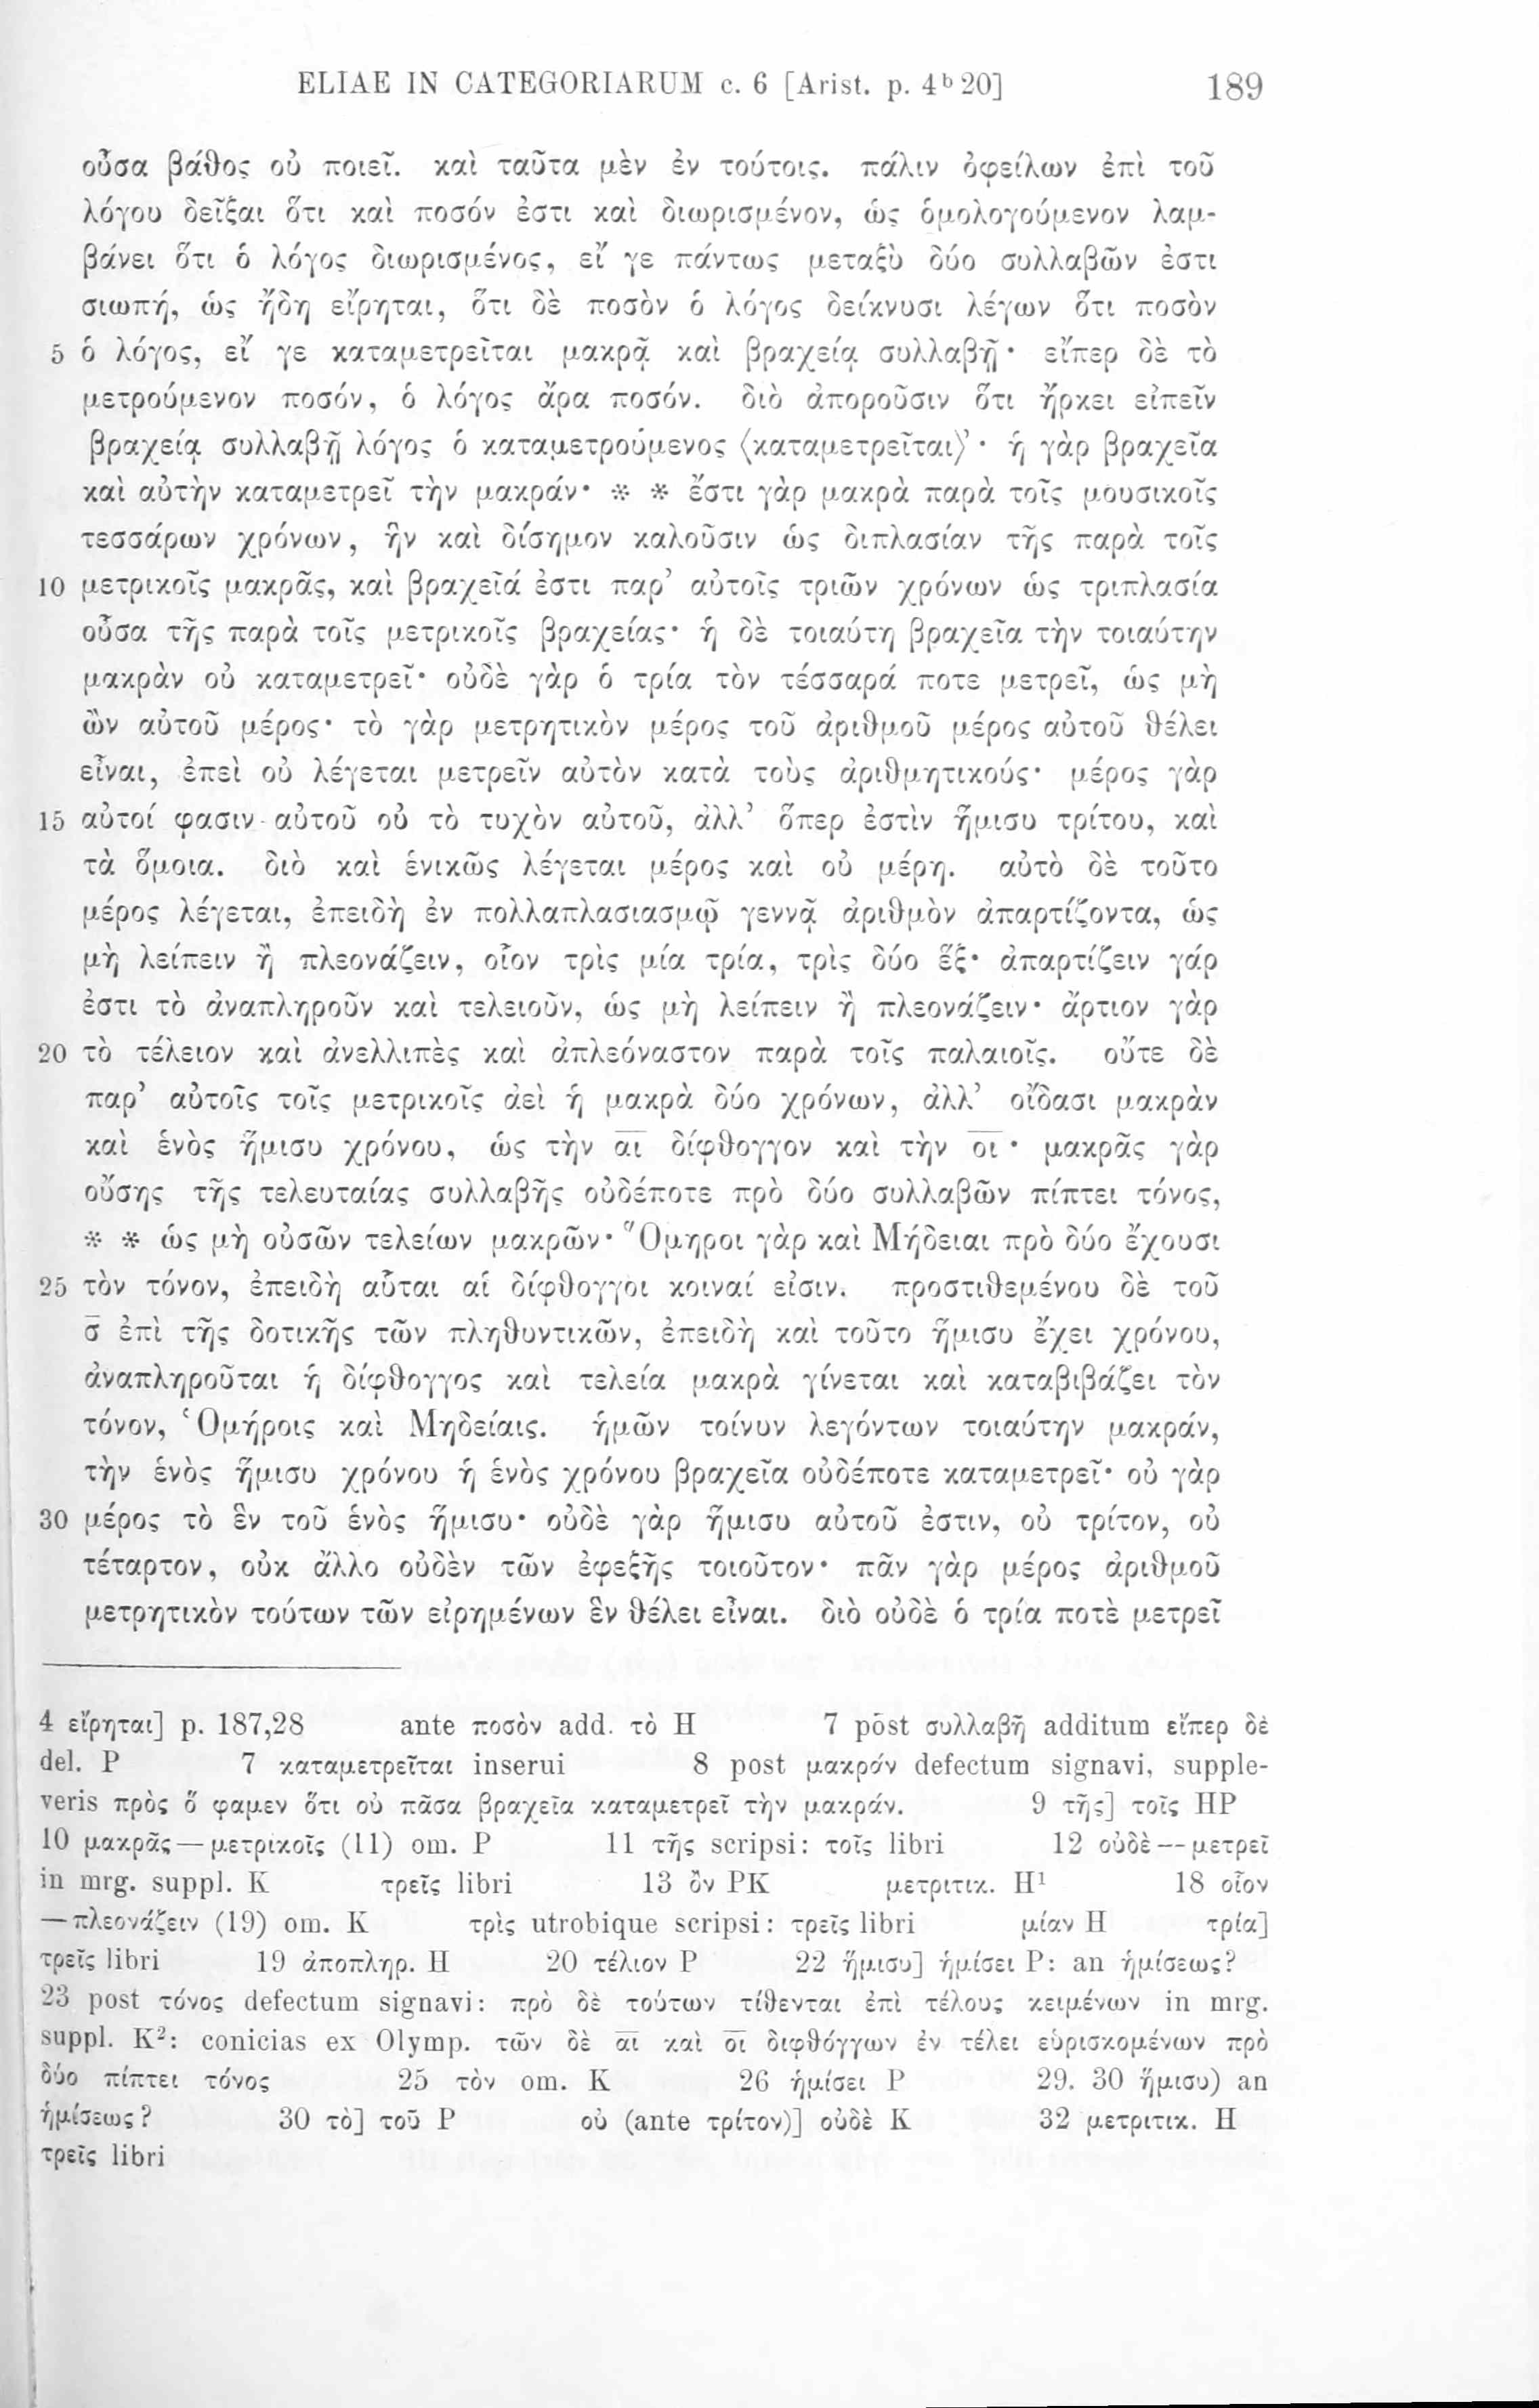 ELIAE IN CATEGORIARUM c. 6 [Arist. p. 4ᵇ 20] 189
οὖσα βάθος οὐ ποιεῖ. καὶ ταῦτα μὲν ἐν τούτοις. πάλιν ὀφείλων ἐπὶ τοῦ
λόγου δεῖξαι ὅτι καὶ ποσόν ἐστι καὶ διωρισμένον, ὡς ὁμολογούμενον λαμ-
βάνει ὅτι ὁ λόγος διωρισμένος, εἴ γε πάντως μεταξὺ δύο συλλαβῶν ἐστι
σιωπή, ὡς ἤδη εἴρηται, ὅτι δὲ ποσὸν ὁ λόγος δείκνυσι λέγων ὅτι ποσὸν
5 ὁ λόγος, εἴ γε καταμετρεῖται μακρᾷ καὶ βραχείᾳ συλλαβῇ· εἴπερ δὲ τὸ
μετρούμενον ποσόν, ὁ λόγος ἄρα ποσόν. διὸ ἀποροῦσιν ὅτι ἤρκει εἰπεῖν
βραχείᾳ συλλαβῇ λόγος ὁ καταμετρούμενος ⟨καταμετρεῖται⟩’· ἡ γὰρ βραχεῖα
καὶ αὐτὴν καταμετρεῖ τὴν μακράν· * * ἔστι γὰρ μακρὰ παρὰ τοῖς μουσικοῖς
τεσσάρων χρόνων, ἣν καὶ δίσημον καλοῦσιν ὡς διπλασίαν τῆς παρὰ τοῖς
10 μετρικοῖς μακρᾶς, καὶ βραχεῖά ἐστι παρ’ αὐτοῖς τριῶν χρόνων ὡς τριπλασία
οὖσα τῆς παρὰ τοῖς μετρικοῖς βραχείας· ἡ δὲ τοιαύτη βραχεῖα τὴν τοιαύτην
μακρὰν οὐ καταμετρεῖ· οὐδὲ γὰρ ὁ τρία τὸν τέσσαρά ποτε μετρεῖ, ὡς μὴ
ὢν αὐτοῦ μέρος· τὸ γὰρ μετρητικὸν μέρος τοῦ ἀριθμοῦ μέρος αὐτοῦ θέλει
εἶναι, ἐπεὶ οὐ λέγεται μετρεῖν αὐτὸν κατὰ τοὺς ἀριθμητικούς· μέρος γὰρ
15 αὐτοί φασιν αὐτοῦ οὐ τὸ τυχὸν αὐτοῦ, ἀλλ’ ὅπερ ἐστὶν ἥμισυ τρίτου, καὶ
τὰ ὅμοια. διὸ καὶ ἑνικῶς λέγεται μέρος καὶ οὐ μέρη. αὐτὸ δὲ τοῦτο
μέρος λέγεται, ἐπειδὴ ἐν πολλαπλασιασμῷ γεννᾷ ἀριθμὸν ἀπαρτίζοντα, ὡς
μὴ λείπειν ἢ πλεονάζειν, οἷον τρὶς μία τρία, τρὶς δύο ἕξ· ἀπαρτίζειν γάρ
ἐστι τὸ ἀναπληροῦν καὶ τελειοῦν, ὡς μὴ λείπειν ἢ πλεονάζειν· ἄρτιον γὰρ
20 τὸ τέλειον καὶ ἀνελλιπὲς καὶ ἀπλεόναστον παρὰ τοῖς παλαιοῖς. οὔτε δὲ
παρ’ αὐτοῖς τοῖς μετρικοῖς ἀεὶ ἡ μακρὰ δύο χρόνων, ἀλλ’ οἴδασι μακρὰν
καὶ ἑνὸς ἥμισυ χρόνου, ὡς τὴν α̅ι̅ δίφθογγον καὶ τὴν ο̅ι̅· μακρᾶς γὰρ
οὔσης τῆς τελευταίας συλλαβῆς οὐδέποτε πρὸ δύο συλλαβῶν πίπτει τόνος,
* * ὡς μὴ οὐσῶν τελείων μακρῶν· Ὅμηροι γὰρ καὶ Μήδειαι πρὸ δύο ἔχουσι
25 τὸν τόνον, ἐπειδὴ αὗται αἱ δίφθογγοι κοιναί εἰσιν. προστιθεμένου δὲ τοῦ
σ̅ ἐπὶ τῆς δοτικῆς τῶν πληθυντικῶν, ἐπειδὴ καὶ τοῦτο ἥμισυ ἔχει χρόνου,
ἀναπληροῦται ἡ δίφθογγος καὶ τελεία μακρὰ γίνεται καὶ καταβιβάζει τὸν
τόνον, Ὁμήροις καὶ Μηδείαις. ἡμῶν τοίνυν λεγόντων τοιαύτην μακράν,
τὴν ἑνὸς ἥμισυ χρόνου ἡ ἑνὸς χρόνου βραχεῖα οὐδέποτε καταμετρεῖ· οὐ γὰρ
30 μέρος τὸ ἓν τοῦ ἑνὸς ἥμισυ· οὐδὲ γὰρ ἥμισυ αὐτοῦ ἐστιν, οὐ τρίτον, οὐ
τέταρτον, οὐκ ἄλλο οὐδὲν τῶν ἐφεξῆς τοιοῦτον· πᾶν γὰρ μέρος ἀριθμοῦ
μετρητικὸν τούτων τῶν εἰρημένων ἓν θέλει εἶναι. διὸ οὐδὲ ὁ τρία ποτὲ μετρεῖ
4 εἴρηται] p. 187,28 ante ποσὸν add. τὸ H 7 post συλλαβῇ additum εἴπερ δὲ
del. P 7 καταμετρεῖται inserui 8 post μακράν defectum signavi, supple-
veris πρὸς ὅ φαμεν ὅτι οὐ πᾶσα βραχεῖα καταμετρεῖ τὴν μακράν. 9 τῆς] τοῖς HP
10 μακρᾶς — μετρικοῖς (11) om. P 11 τῆς scripsi: τοῖς libri 12 οὐδὲ — μετρεῖ
in mrg. suppl. K τρεῖς libri 13 ὂν PK μετριτικ. H¹ 18 οἷον
— πλεονάζειν (19) om. K τρὶς utrobique scripsi: τρεῖς libri μίαν H τρία]
τρεῖς libri 19 ἀποπληρ. H 20 τέλιον P 22 ἥμισυ] ἡμίσει P: an ἡμίσεως?
23 post τόνος defectum signavi: πρὸ δὲ τούτων τίθενται ἐπὶ τέλους κειμένων in mrg.
suppl. K²: conicias ex Olymp. τῶν δὲ α̅ι̅ καὶ ο̅ι̅ διφθόγγων ἐν τέλει εὑρισκομένων πρὸ
δύο πίπτει τόνος 25 τὸν om. K 26 ἡμίσει P 29. 30 ἥμισυ) an
ἡμίσεως? 30 τὸ] τοῦ P οὐ (ante τρίτον)] οὐδὲ K 32 μετριτικ. H
τρεῖς libri